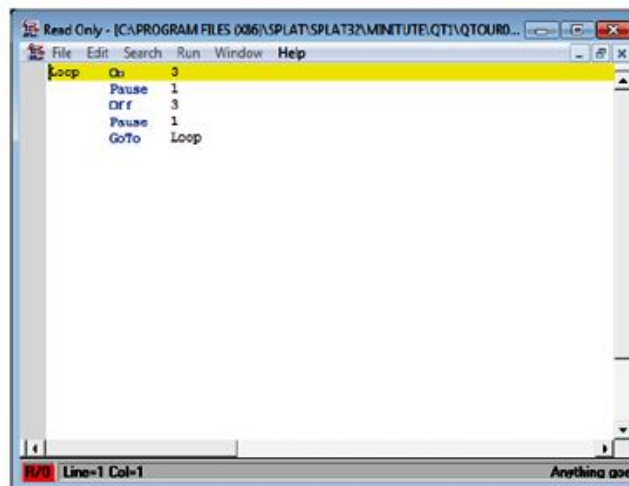 Read Only - [C:\PROGRAM FILES (X86)\SPLAT\SPLAT32\MINITUTE\QT1\QTOUR0...
File Edit Search Run Window Help
Loop On 3
Pause 1
Off 3
Pause 1
GoTo Loop
R/O Line=1 Col=1 Anything goe